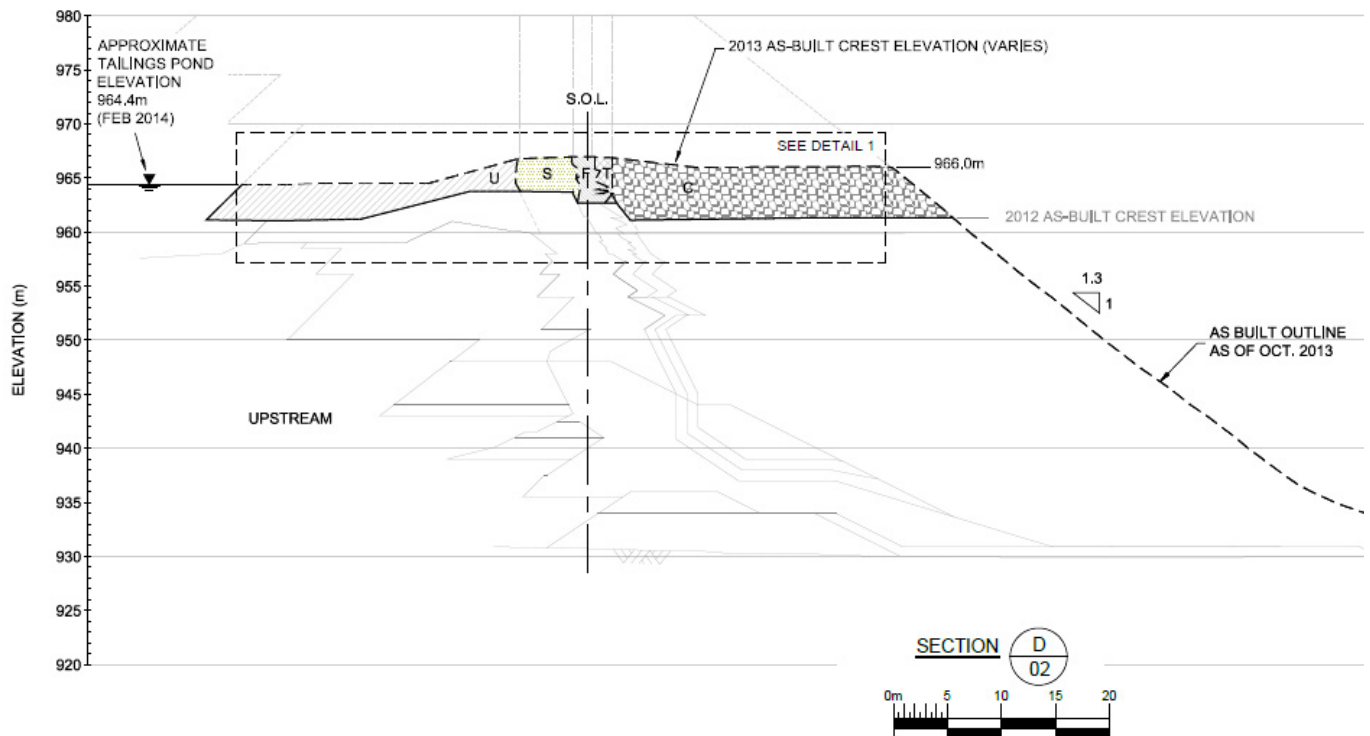 980
975
970
965
960
955
950
945
940
935
930
925
920
ELEVATION (m)
APPROXIMATE
TAILINGS POND
ELEVATION
964.4m
(FEB 2014)
2013 AS-BUILT CREST ELEVATION (VARIES)
S.O.L.
SEE DETAIL 1
966.0m
U
S
F
T
C
2012 AS-BUILT CREST ELEVATION
1.3
1
AS BUILT OUTLINE
AS OF OCT. 2013
UPSTREAM
SECTION
D
02
0m 5 10 15 20